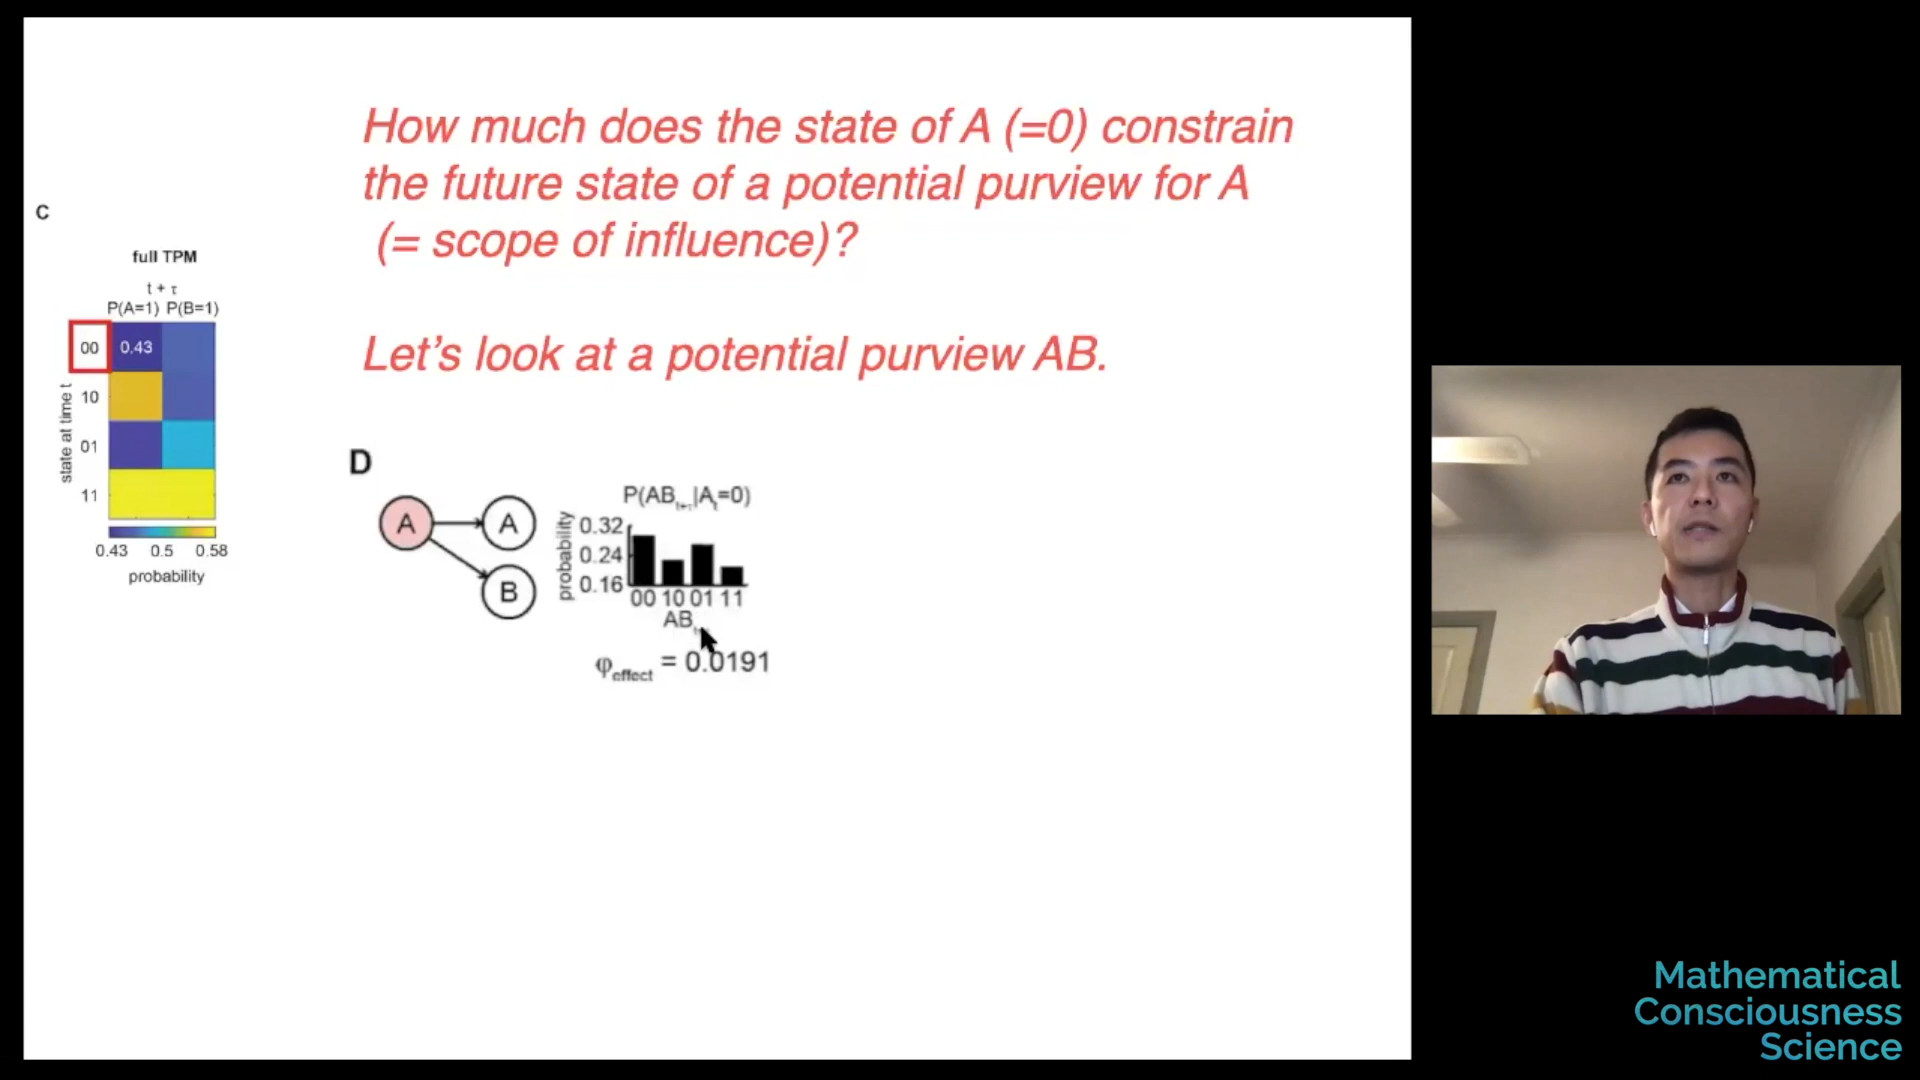 How much does the state of A (=0) constrain
the future state of a potential purview for A
(= scope of influence)?
Let's look at a potential purview AB.
C
full TPM
t + τ
P(A=1) P(B=1)
state at time t
00 0.43
10
01
11
0.43 0.5 0.58
probability
D
A A
B
P(ABt+τ|At=0)
probability
0.32
0.24
0.16
00 10 01 11
AB
φeffect = 0.0191
Mathematical
Consciousness
Science